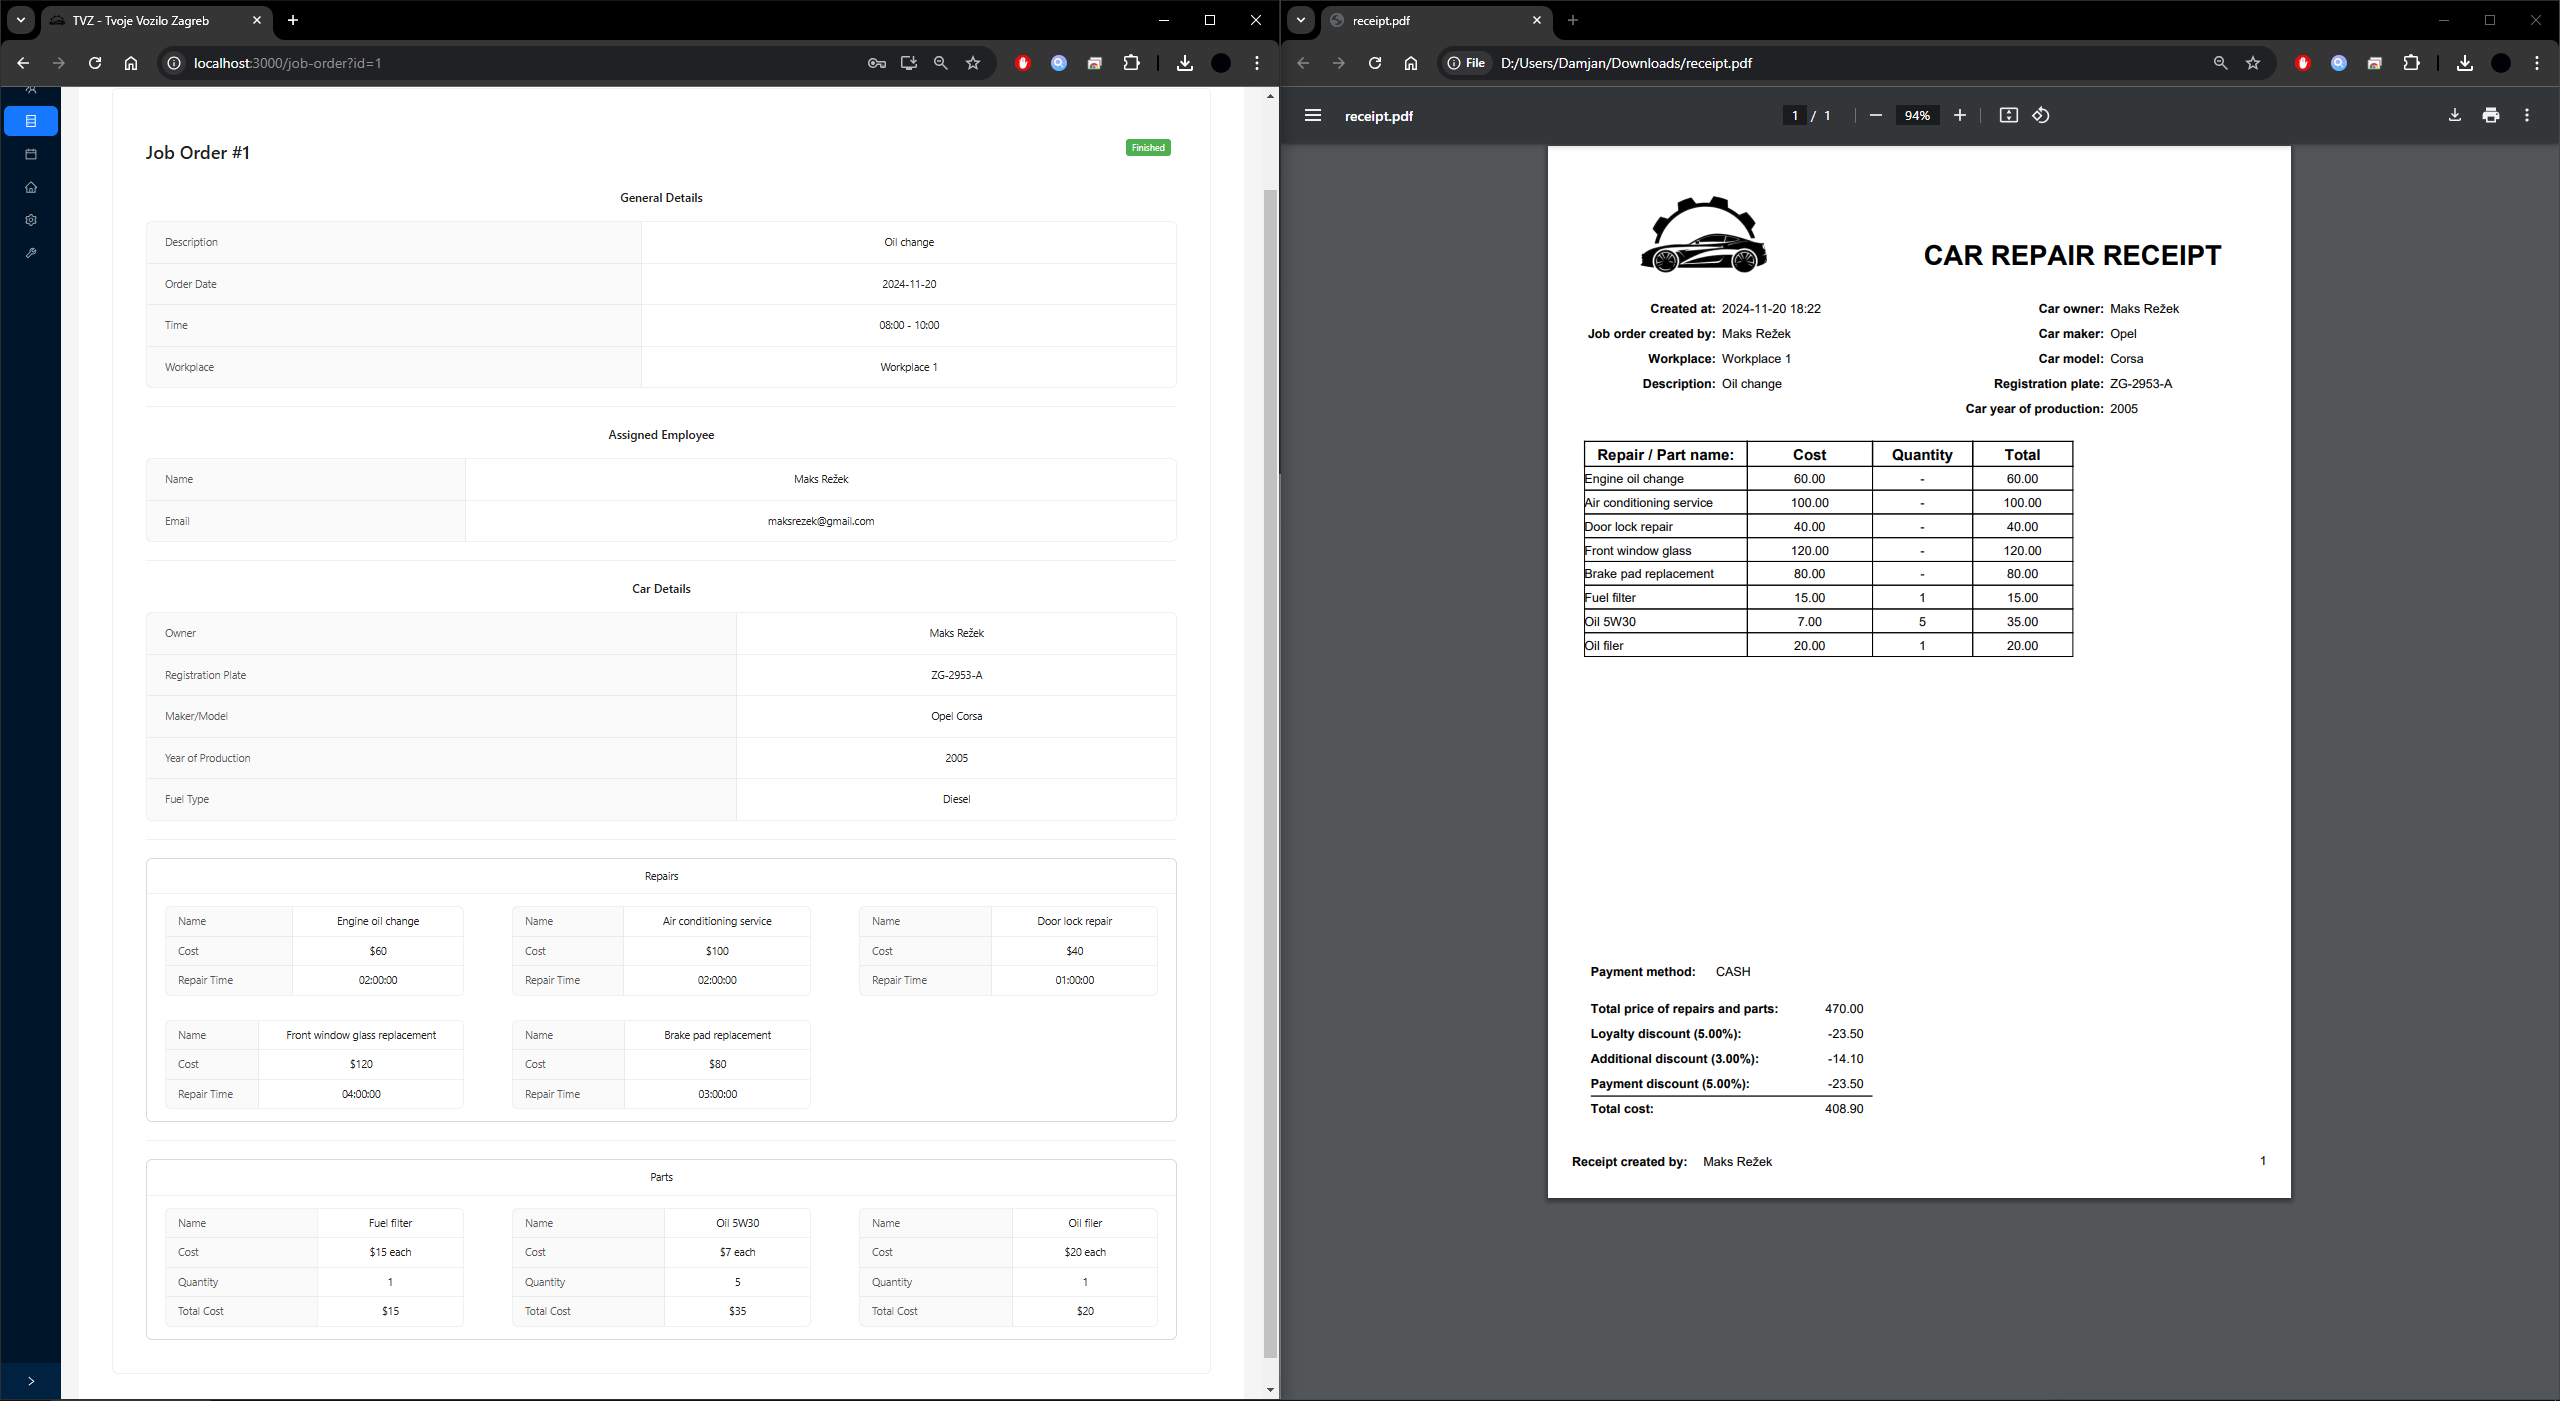 TVZ - Tvoje Vozilo Zagreb
localhost:3000/job-order?id=1
Job Order #1
Finished
General Details
Description Oil change
Order Date 2024-11-20
Time 08:00 - 10:00
Workplace Workplace 1
Assigned Employee
Name Maks Režek
Email maksrezek@gmail.com
Car Details
Owner Maks Režek
Registration Plate ZG-2953-A
Maker/Model Opel Corsa
Year of Production 2005
Fuel Type Diesel
Repairs
Name Engine oil change Name Air conditioning service Name Door lock repair
Cost $60 Cost $100 Cost $40
Repair Time 02:00:00 Repair Time 02:00:00 Repair Time 01:00:00
Name Front window glass replacement Name Brake pad replacement
Cost $120 Cost $80
Repair Time 04:00:00 Repair Time 03:00:00
Parts
Name Fuel filter Name Oil 5W30 Name Oil filer
Cost $15 each Cost $7 each Cost $20 each
Quantity 1 Quantity 5 Quantity 1
Total Cost $15 Total Cost $35 Total Cost $20
receipt.pdf
File D:/Users/Damjan/Downloads/receipt.pdf
receipt.pdf 1 / 1 94%
CAR REPAIR RECEIPT
Created at: 2024-11-20 18:22 Car owner: Maks Režek
Job order created by: Maks Režek Car maker: Opel
Workplace: Workplace 1 Car model: Corsa
Description: Oil change Registration plate: ZG-2953-A
Car year of production: 2005
Repair / Part name: Cost Quantity Total
Engine oil change 60.00 - 60.00
Air conditioning service 100.00 - 100.00
Door lock repair 40.00 - 40.00
Front window glass 120.00 - 120.00
Brake pad replacement 80.00 - 80.00
Fuel filter 15.00 1 15.00
Oil 5W30 7.00 5 35.00
Oil filer 20.00 1 20.00
Payment method: CASH
Total price of repairs and parts: 470.00
Loyalty discount (5.00%): -23.50
Additional discount (3.00%): -14.10
Payment discount (5.00%): -23.50
Total cost: 408.90
Receipt created by: Maks Režek 1